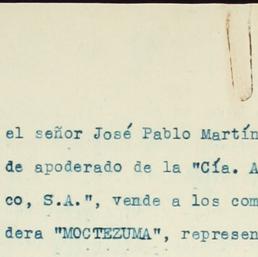 el señor José Pablo Martín
de apoderado de la "Cía. A
co, S.A.", vende a los com
dera "MOCTEZUMA", represen